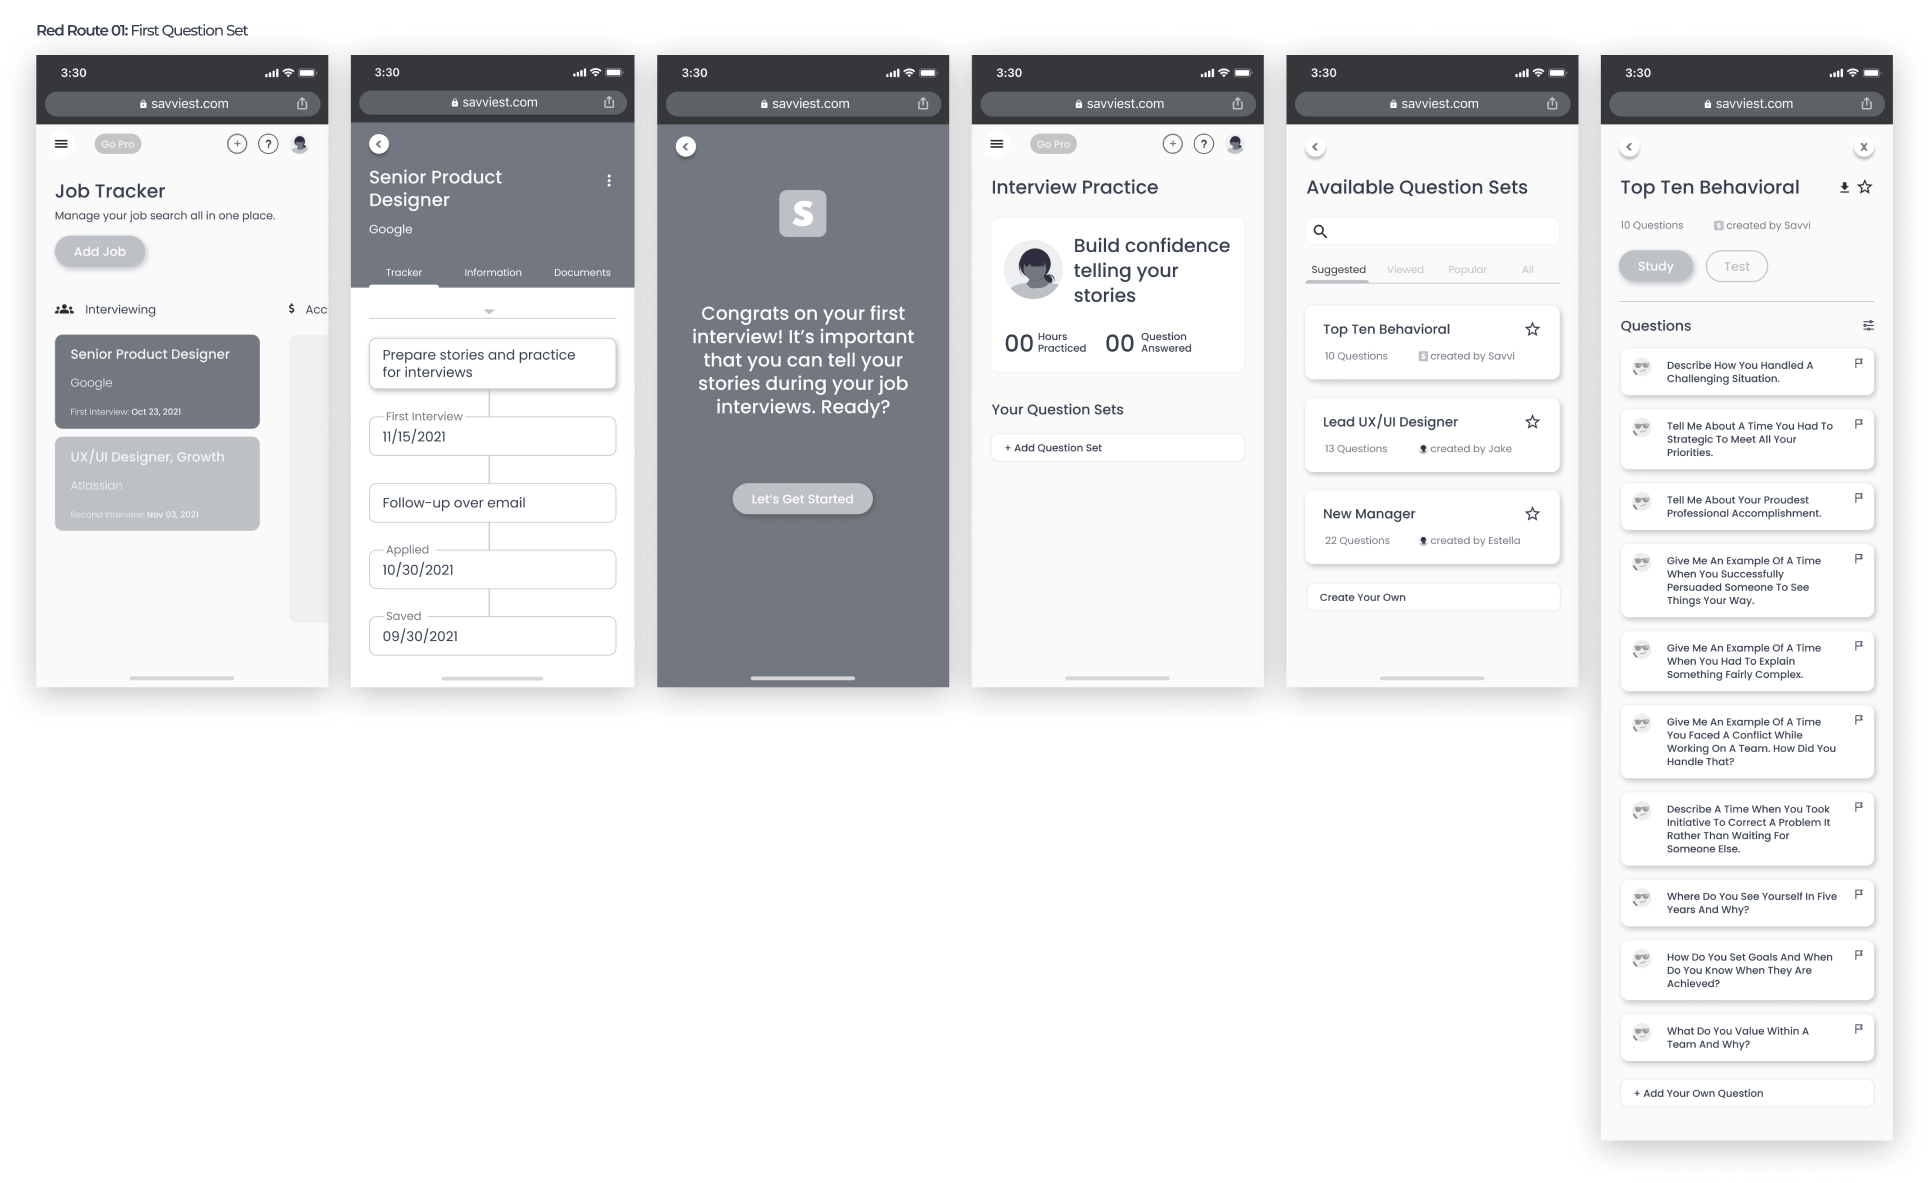 Red Route 01: First Question Set
3:30
savviest.com
Go Pro
+
?
Job Tracker
Manage your job search all in one place.
Add Job
Interviewing
$ Acc
Senior Product Designer
Google
First Interview: Oct 23, 2021
UX/UI Designer, Growth
Atlassian
Second Interview: Nov 03, 2021
3:30
savviest.com
Senior Product
Designer
Google
Tracker Information Documents
Prepare stories and practice
for interviews
First Interview
11/15/2021
Follow-up over email
Applied
10/30/2021
Saved
09/30/2021
3:30
savviest.com
S
Congrats on your first
interview! It's important
that you can tell your
stories during your job
interviews. Ready?
Let's Get Started
3:30
savviest.com
Go Pro
+
?
Interview Practice
Build confidence
telling your
stories
00 Hours
Practiced
00 Question
Answered
Your Question Sets
+ Add Question Set
3:30
savviest.com
Available Question Sets
Suggested Viewed Popular All
Top Ten Behavioral
10 Questions S created by Savvi
Lead UX/UI Designer
13 Questions created by Jake
New Manager
22 Questions created by Estella
Create Your Own
3:30
savviest.com
X
Top Ten Behavioral
10 Questions S created by Savvi
Study Test
Questions
Describe How You Handled A
Challenging Situation.
Tell Me About A Time You Had To
Strategic To Meet All Your
Priorities.
Tell Me About Your Proudest
Professional Accomplishment.
Give Me An Example Of A Time
When You Successfully
Persuaded Someone To See
Things Your Way.
Give Me An Example Of A Time
When You Had To Explain
Something Fairly Complex.
Give Me An Example Of A Time
You Faced A Conflict While
Working On A Team. How Did You
Handle That?
Describe A Time When You Took
Initiative To Correct A Problem It
Rather Than Waiting For
Someone Else.
Where Do You See Yourself In Five
Years And Why?
How Do You Set Goals And When
Do You Know When They Are
Achieved?
What Do You Value Within A
Team And Why?
+ Add Your Own Question